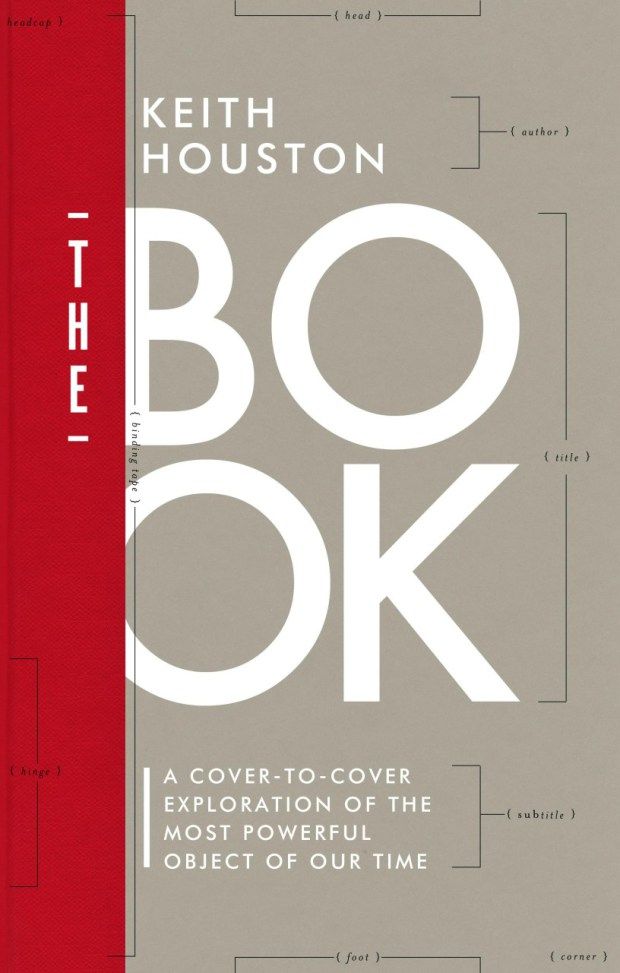 headcap }
{ head }
KEITH
HOUSTON
{ author }
– THE –
BO
OK
{ title }
{ binding tape }
{ hinge }
A COVER-TO-COVER
EXPLORATION OF THE
MOST POWERFUL
OBJECT OF OUR TIME
{ subtitle }
{ foot }
{ corner }